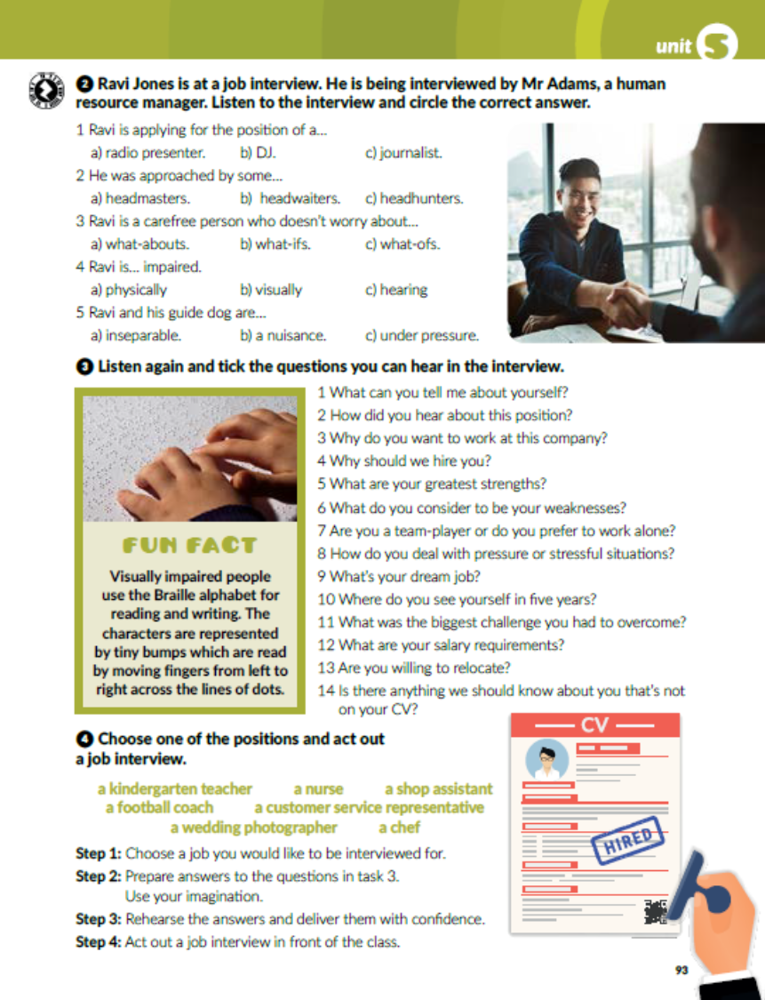 unit 5
2 Ravi Jones is at a job interview. He is being interviewed by Mr Adams, a human
resource manager. Listen to the interview and circle the correct answer.
1 Ravi is applying for the position of a...
a) radio presenter. b) DJ. c) journalist.
2 He was approached by some...
a) headmasters. b) headwaiters. c) headhunters.
3 Ravi is a carefree person who doesn't worry about...
a) what-abouts. b) what-ifs. c) what-ofs.
4 Ravi is... impaired.
a) physically b) visually c) hearing
5 Ravi and his guide dog are...
a) inseparable. b) a nuisance. c) under pressure.
3 Listen again and tick the questions you can hear in the interview.
1 What can you tell me about yourself?
2 How did you hear about this position?
3 Why do you want to work at this company?
4 Why should we hire you?
5 What are your greatest strengths?
6 What do you consider to be your weaknesses?
7 Are you a team-player or do you prefer to work alone?
8 How do you deal with pressure or stressful situations?
9 What's your dream job?
10 Where do you see yourself in five years?
11 What was the biggest challenge you had to overcome?
12 What are your salary requirements?
13 Are you willing to relocate?
14 Is there anything we should know about you that's not
on your CV?
FUN FACT
Visually impaired people
use the Braille alphabet for
reading and writing. The
characters are represented
by tiny bumps which are read
by moving fingers from left to
right across the lines of dots.
4 Choose one of the positions and act out
a job interview.
a kindergarten teacher a nurse a shop assistant
a football coach a customer service representative
a wedding photographer a chef
Step 1: Choose a job you would like to be interviewed for.
Step 2: Prepare answers to the questions in task 3.
Use your imagination.
Step 3: Rehearse the answers and deliver them with confidence.
Step 4: Act out a job interview in front of the class.
CV
HIRED
93